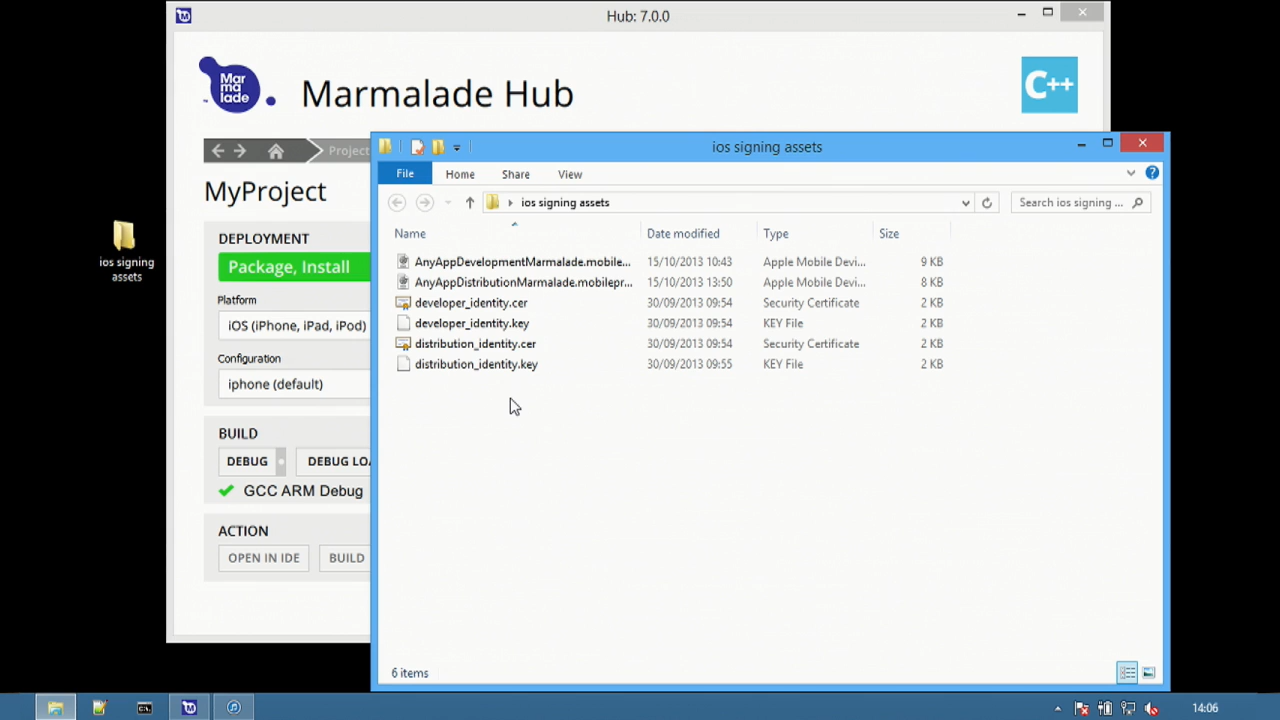 Hub: 7.0.0
Mar
ma
lade
Marmalade Hub
C++
Project
MyProject
DEPLOYMENT
Package, Install
Platform
iOS (iPhone, iPad, iPod)
Configuration
iphone (default)
BUILD
DEBUG
DEBUG LOA
GCC ARM Debug
ACTION
OPEN IN IDE
BUILD
ios signing
assets
ios signing assets
File Home Share View
ios signing assets
Search ios signing ...
Name Date modified Type Size
AnyAppDevelopmentMarmalade.mobile... 15/10/2013 10:43 Apple Mobile Devi... 9 KB
AnyAppDistributionMarmalade.mobilepr... 15/10/2013 13:50 Apple Mobile Devi... 8 KB
developer_identity.cer 30/09/2013 09:54 Security Certificate 2 KB
developer_identity.key 30/09/2013 09:54 KEY File 2 KB
distribution_identity.cer 30/09/2013 09:54 Security Certificate 2 KB
distribution_identity.key 30/09/2013 09:55 KEY File 2 KB
6 items
14:06